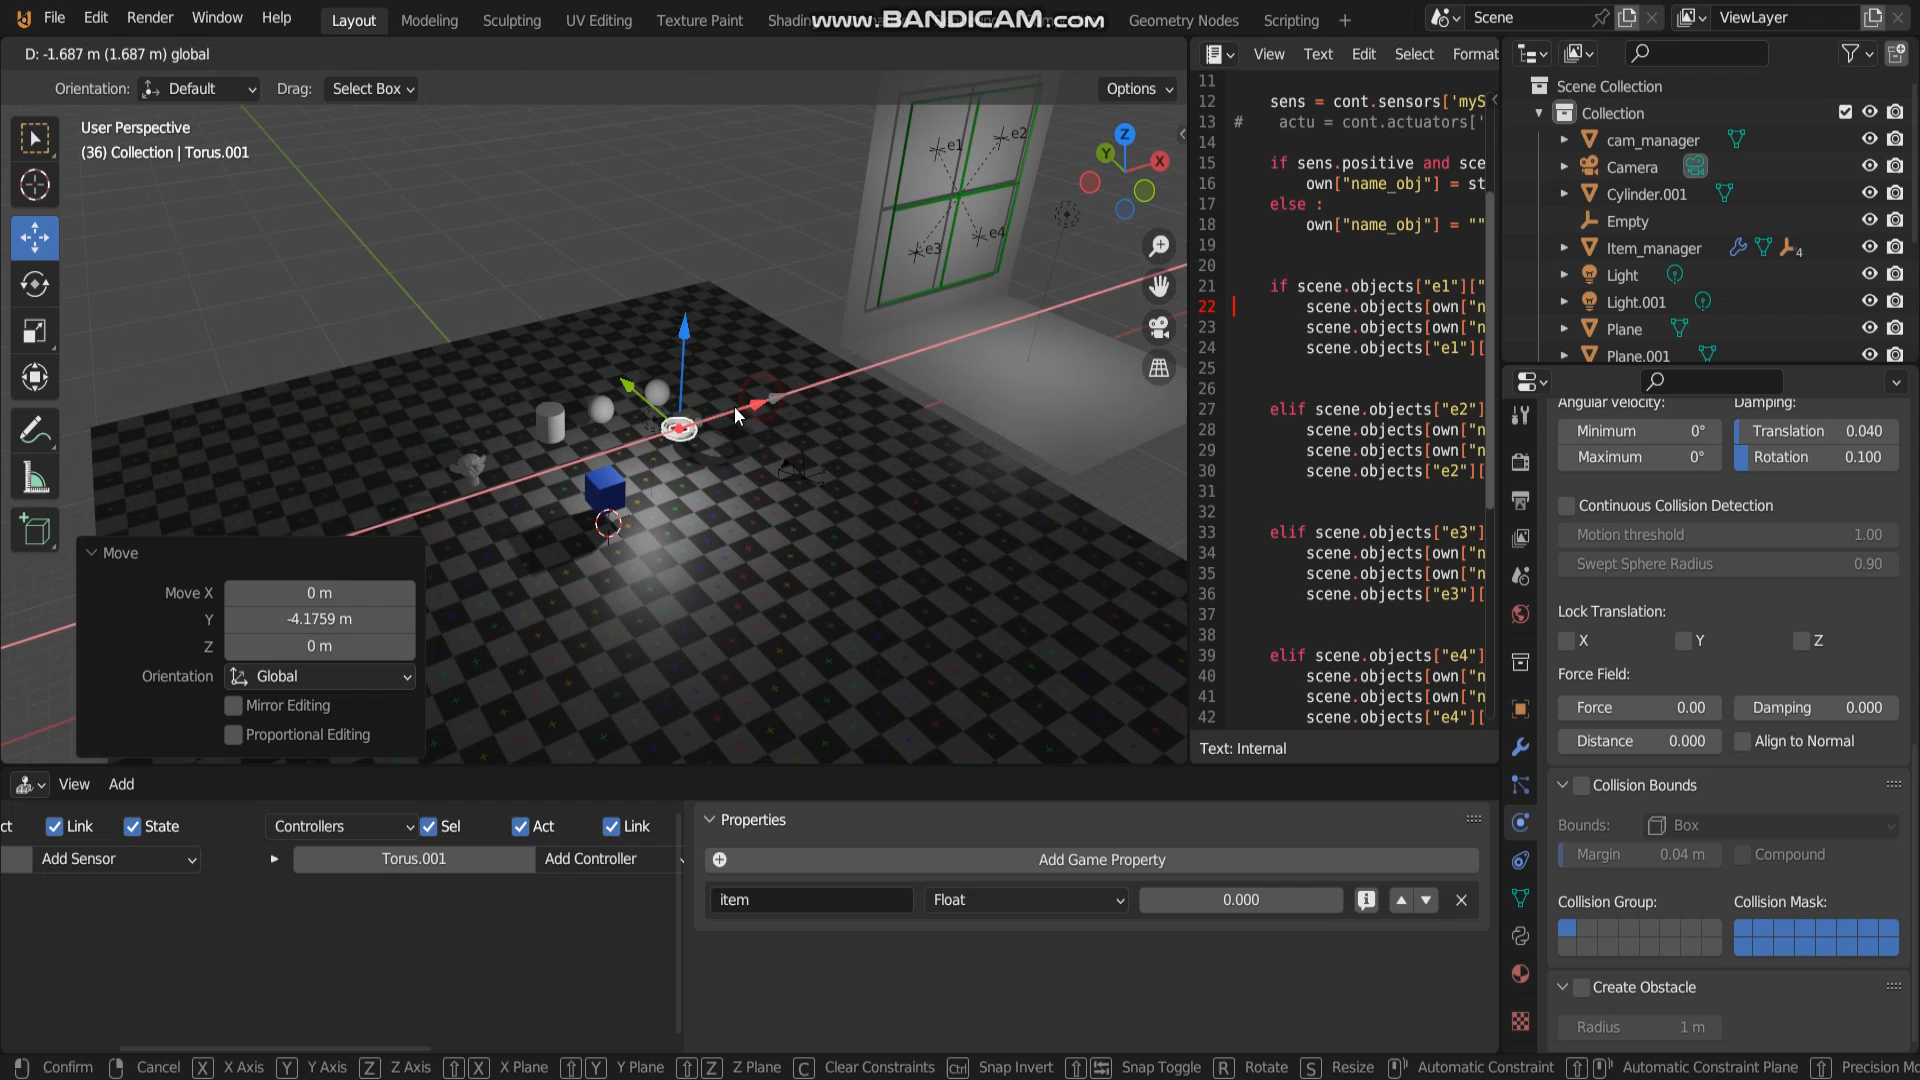 File Edit Render Window Help Layout Modeling Sculpting UV Editing Texture Paint Shadin www.BANDICAM.com Geometry Nodes Scripting + Scene ViewLayer
D: -1.687 m (1.687 m) global
Orientation: Default Drag: Select Box Options
User Perspective
(36) Collection | Torus.001
e1 e2
e3 e4
Z
Y X
Move
Move X 0 m
Y -4.1759 m
Z 0 m
Orientation Global
Mirror Editing
Proportional Editing
View Text Edit Select Format
11
12 sens = cont.sensors['myS
13 # actu = cont.actuators['
14
15 if sens.positive and sce
16 own["name_obj"] = st
17 else :
18 own["name_obj"] = ""
19
20
21 if scene.objects["e1"]["
22 scene.objects[own["n
23 scene.objects[own["n
24 scene.objects["e1"][
25
26
27 elif scene.objects["e2"]
28 scene.objects[own["n
29 scene.objects[own["n
30 scene.objects["e2"][
31
32
33 elif scene.objects["e3"]
34 scene.objects[own["n
35 scene.objects[own["n
36 scene.objects["e3"][
37
38
39 elif scene.objects["e4"]
40 scene.objects[own["n
41 scene.objects[own["n
42 scene.objects["e4"][
Text: Internal
Scene Collection
Collection
cam_manager
Camera
Cylinder.001
Empty
Item_manager 4
Light
Light.001
Plane
Plane.001
Angular velocity: Damping:
Minimum 0° Translation 0.040
Maximum 0° Rotation 0.100
Continuous Collision Detection
Motion threshold 1.00
Swept Sphere Radius 0.90
Lock Translation:
X Y Z
Force Field:
Force 0.00 Damping 0.000
Distance 0.000 Align to Normal
Collision Bounds
Bounds: Box
Margin 0.04 m Compound
Collision Group: Collision Mask:
Create Obstacle
Radius 1 m
View Add
ct Link State Controllers Sel Act Link
Add Sensor Torus.001 Add Controller
Properties
Add Game Property
item Float 0.000
Confirm Cancel X X Axis Y Y Axis Z Z Axis X X Plane Y Y Plane Z Z Plane C Clear Constraints Ctrl Snap Invert Snap Toggle R Rotate S Resize Automatic Constraint Automatic Constraint Plane Precision Mo